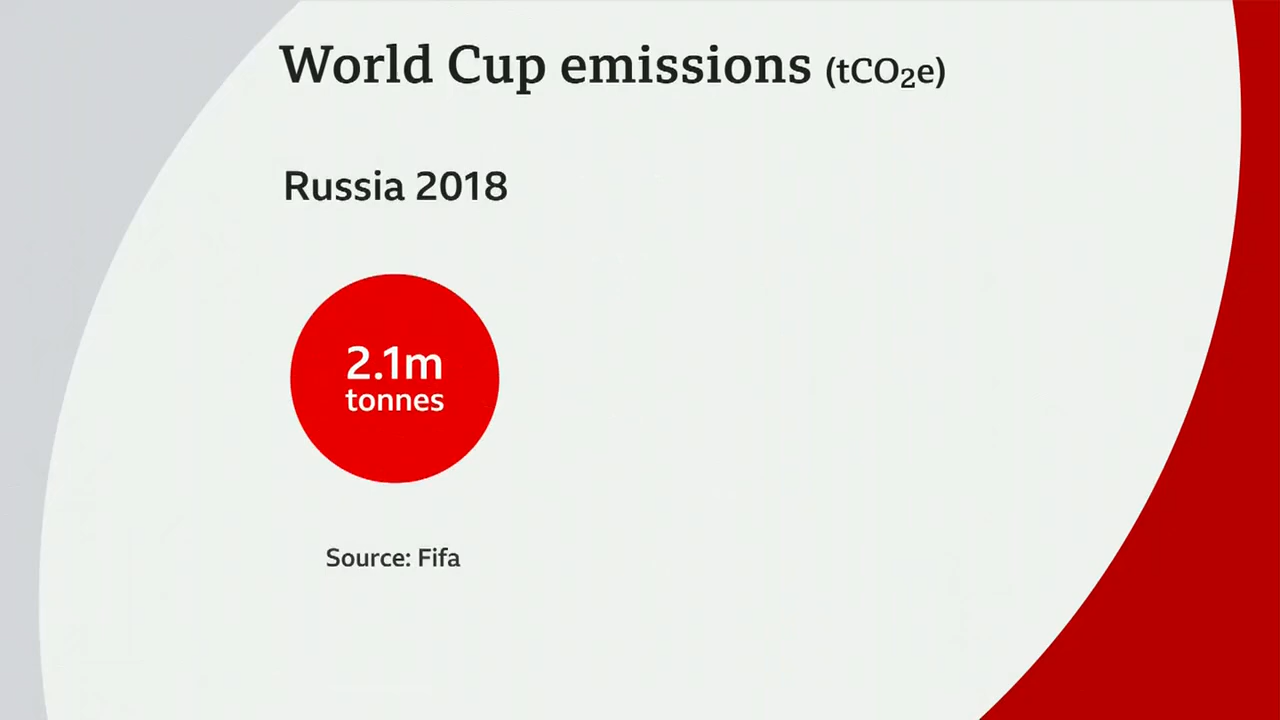 World Cup emissions (tCO₂e)
Russia 2018
2.1m
tonnes
Source: Fifa